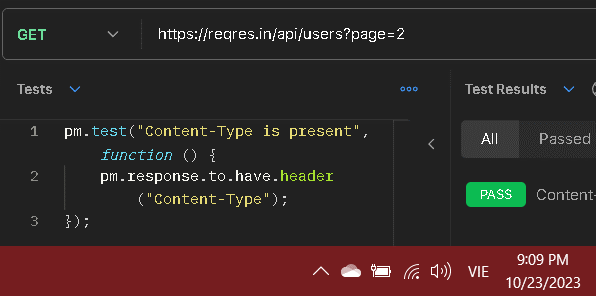 GET
https://reqres.in/api/users?page=2
Tests
Test Results
1 pm.test("Content-Type is present",
function () {
2 pm.response.to.have.header
("Content-Type");
3 });
All
Passed
PASS
Content-
VIE
9:09 PM
10/23/2023